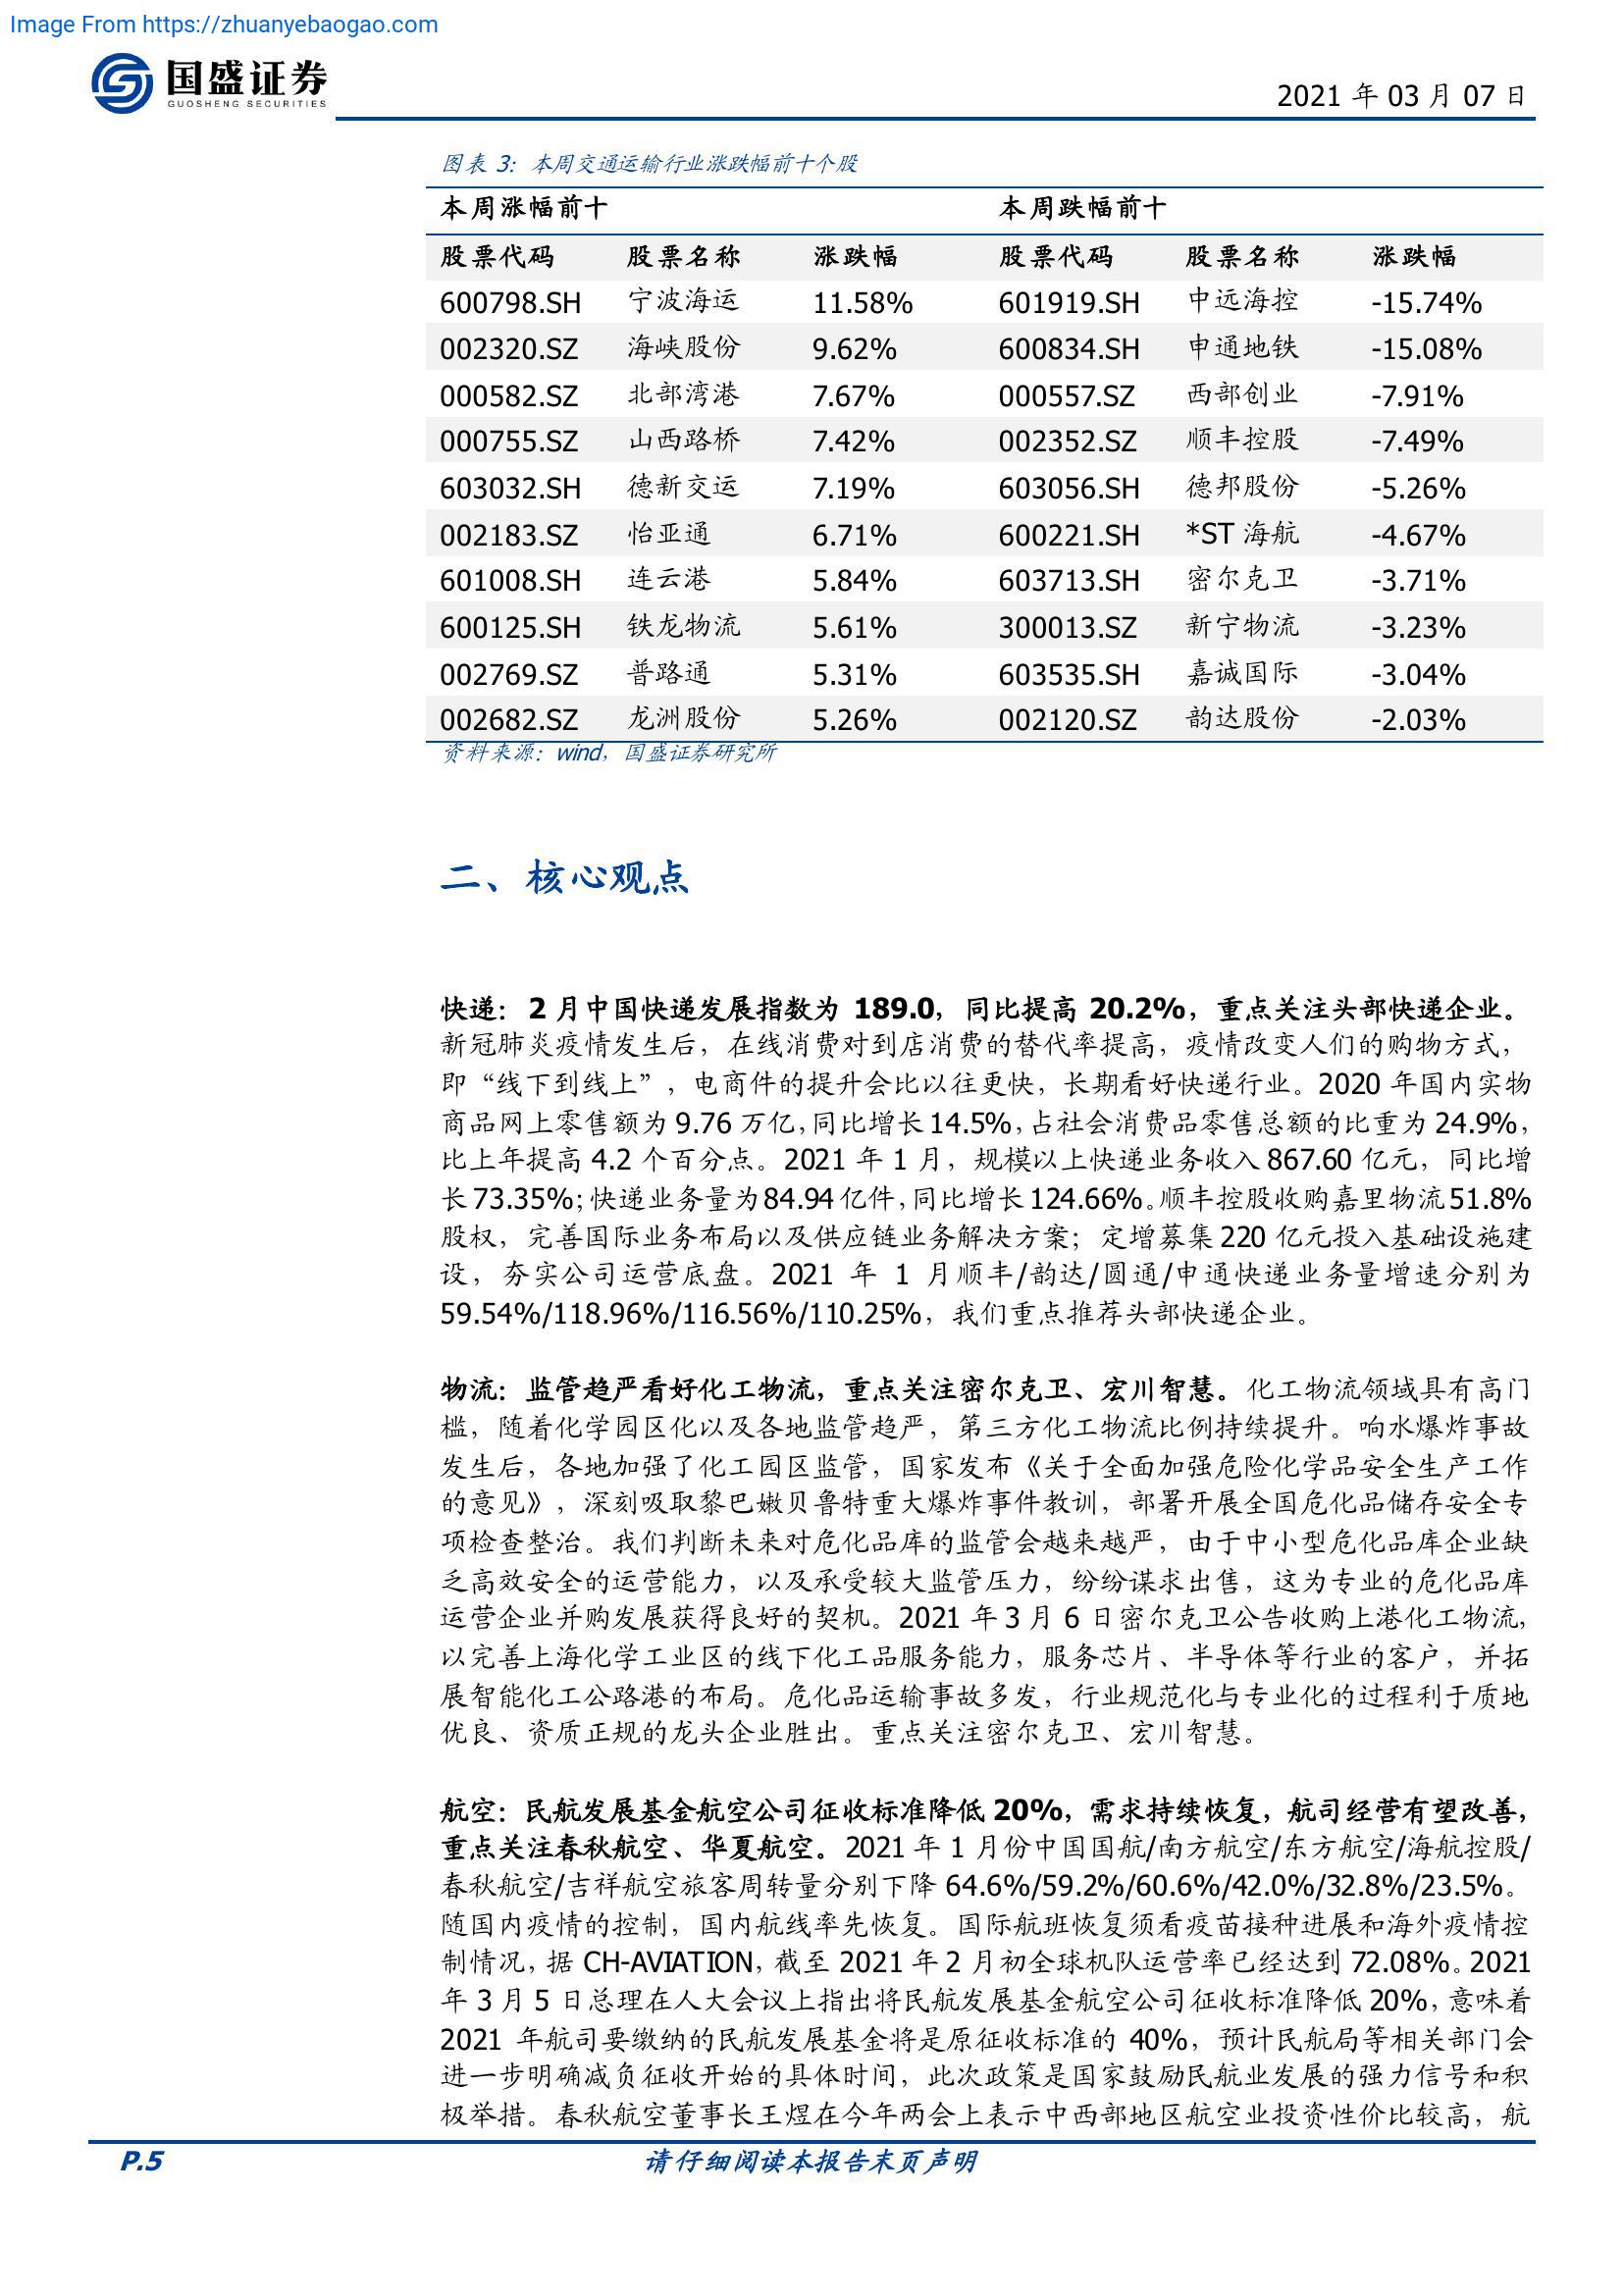 Image From https://zhuanyebaogao.com
国盛证券
GUOSHENG SECURITIES
2021 年 03 月 07 日
图表 3：本周交通运输行业涨跌幅前十个股
本周涨幅前十 本周跌幅前十
股票代码 股票名称 涨跌幅 股票代码 股票名称 涨跌幅
600798.SH 宁波海运 11.58% 601919.SH 中远海控 -15.74%
002320.SZ 海峡股份 9.62% 600834.SH 申通地铁 -15.08%
000582.SZ 北部湾港 7.67% 000557.SZ 西部创业 -7.91%
000755.SZ 山西路桥 7.42% 002352.SZ 顺丰控股 -7.49%
603032.SH 德新交运 7.19% 603056.SH 德邦股份 -5.26%
002183.SZ 怡亚通 6.71% 600221.SH *ST 海航 -4.67%
601008.SH 连云港 5.84% 603713.SH 密尔克卫 -3.71%
600125.SH 铁龙物流 5.61% 300013.SZ 新宁物流 -3.23%
002769.SZ 普路通 5.31% 603535.SH 嘉诚国际 -3.04%
002682.SZ 龙洲股份 5.26% 002120.SZ 韵达股份 -2.03%
资料来源：wind，国盛证券研究所
二、核心观点
快递：2 月中国快递发展指数为 189.0，同比提高 20.2%，重点关注头部快递企业。
新冠肺炎疫情发生后，在线消费对到店消费的替代率提高，疫情改变人们的购物方式，
即“线下到线上”，电商件的提升会比以往更快，长期看好快递行业。2020 年国内实物
商品网上零售额为 9.76 万亿，同比增长 14.5%，占社会消费品零售总额的比重为 24.9%，
比上年提高 4.2 个百分点。2021 年 1 月，规模以上快递业务收入 867.60 亿元，同比增
长 73.35%；快递业务量为 84.94 亿件，同比增长 124.66%。顺丰控股收购嘉里物流 51.8%
股权，完善国际业务布局以及供应链业务解决方案；定增募集 220 亿元投入基础设施建
设，夯实公司运营底盘。2021 年 1 月顺丰/韵达/圆通/申通快递业务量增速分别为
59.54%/118.96%/116.56%/110.25%，我们重点推荐头部快递企业。
物流：监管趋严看好化工物流，重点关注密尔克卫、宏川智慧。化工物流领域具有高门
槛，随着化学园区化以及各地监管趋严，第三方化工物流比例持续提升。响水爆炸事故
发生后，各地加强了化工园区监管，国家发布《关于全面加强危险化学品安全生产工作
的意见》，深刻吸取黎巴嫩贝鲁特重大爆炸事件教训，部署开展全国危化品储存安全专
项检查整治。我们判断未来对危化品库的监管会越来越严，由于中小型危化品库企业缺
乏高效安全的运营能力，以及承受较大监管压力，纷纷谋求出售，这为专业的危化品库
运营企业并购发展获得良好的契机。2021 年 3 月 6 日密尔克卫公告收购上港化工物流，
以完善上海化学工业区的线下化工品服务能力，服务芯片、半导体等行业的客户，并拓
展智能化工公路港的布局。危化品运输事故多发，行业规范化与专业化的过程利于质地
优良、资质正规的龙头企业胜出。重点关注密尔克卫、宏川智慧。
航空：民航发展基金航空公司征收标准降低 20%，需求持续恢复，航司经营有望改善，
重点关注春秋航空、华夏航空。2021 年 1 月份中国国航/南方航空/东方航空/海航控股/
春秋航空/吉祥航空旅客周转量分别下降 64.6%/59.2%/60.6%/42.0%/32.8%/23.5%。
随国内疫情的控制，国内航线率先恢复。国际航班恢复须看疫苗接种进展和海外疫情控
制情况，据 CH-AVIATION，截至 2021 年 2 月初全球机队运营率已经达到 72.08%。2021
年 3 月 5 日总理在人大会议上指出将民航发展基金航空公司征收标准降低 20%，意味着
2021 年航司要缴纳的民航发展基金将是原征收标准的 40%，预计民航局等相关部门会
进一步明确减负征收开始的具体时间，此次政策是国家鼓励民航业发展的强力信号和积
极举措。春秋航空董事长王煜在今年两会上表示中西部地区航空业投资性价比较高，航
P.5 请仔细阅读本报告末页声明